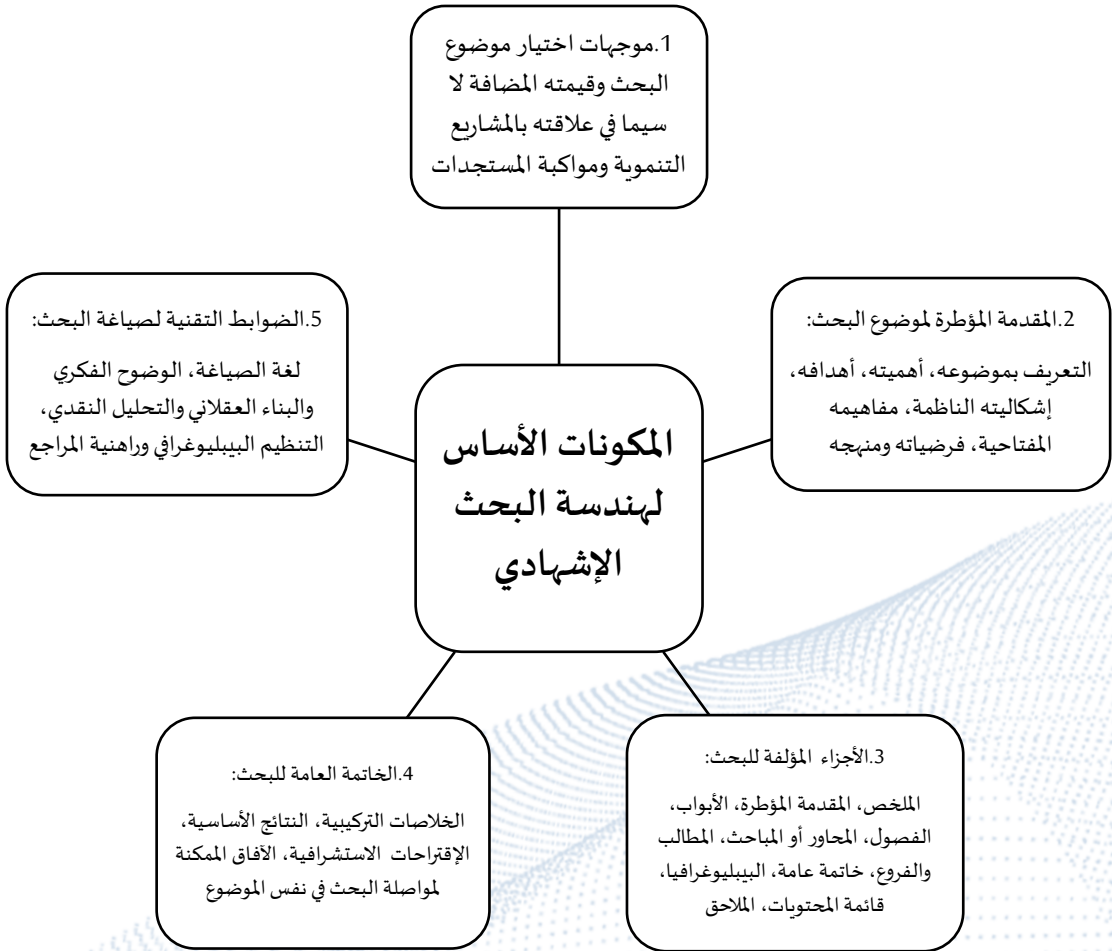 1.موجهات اختيار موضوع
البحث وقيمته المضافة لا
سيما في علاقته بالمشاريع
التنموية ومواكبة المستجدات
2.المقدمة المؤطرة لموضوع البحث:
التعريف بموضوعه، أهميته، أهدافه،
إشكاليته الناظمة، مفاهيمه
المفتاحية، فرضياته ومنهجه
5.الضوابط التقنية لصياغة البحث:
لغة الصياغة، الوضوح الفكري
والبناء العقلاني والتحليل النقدي،
التنظيم البيبليوغرافي وراهنية المراجع
المكونات الأساس
لهندسة البحث
الإشهادي
3.الأجزاء المؤلفة للبحث:
الملخص، المقدمة المؤطرة، الأبواب،
الفصول، المحاور أو المباحث، المطالب
والفروع، خاتمة عامة، البيبليوغرافيا،
قائمة المحتويات، الملاحق
4.الخاتمة العامة للبحث:
الخلاصات التركيبية، النتائج الأساسية،
الإقتراحات الاستشرافية، الآفاق الممكنة
لمواصلة البحث في نفس الموضوع